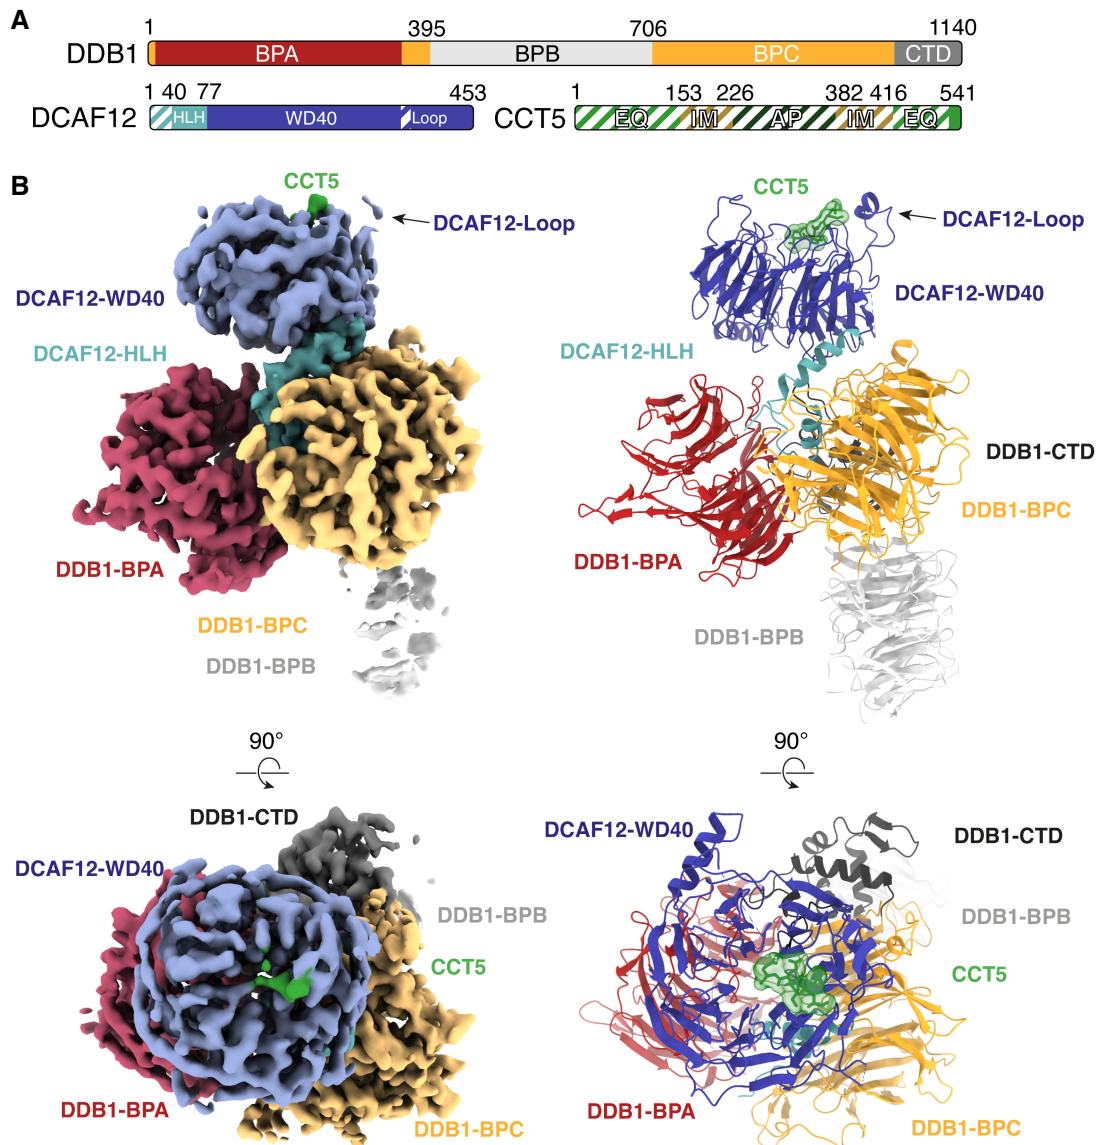 A
1 395 706 1140
DDB1 BPA BPB BPC CTD
1 40 77 453 1 153 226 382 416 541
DCAF12 HLH WD40 Loop CCT5 EQ IM AP IM EQ
B
CCT5 CCT5
DCAF12-Loop DCAF12-Loop
DCAF12-WD40 DCAF12-WD40
DCAF12-HLH DCAF12-HLH
DDB1-CTD
DDB1-BPC
DDB1-BPA DDB1-BPA
DDB1-BPC DDB1-BPB
DDB1-BPB
90° 90°
DDB1-CTD DCAF12-WD40 DDB1-CTD
DCAF12-WD40
DDB1-BPB DDB1-BPB
CCT5 CCT5
DDB1-BPA DDB1-BPA
DDB1-BPC DDB1-BPC